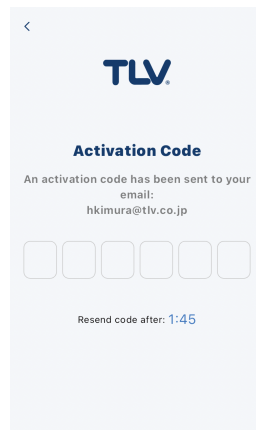 TLV®
Activation Code
An activation code has been sent to your
email:
hkimura@tlv.co.jp
Resend code after: 1:45